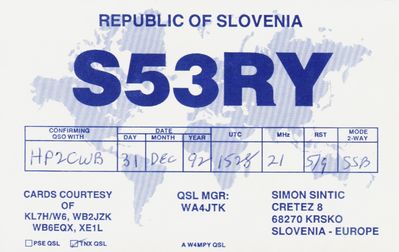 REPUBLIC OF SLOVENIA
S53RY
CONFIRMING QSO WITH DATE UTC MHz RST MODE 2-WAY
DAY MONTH YEAR
HP2CWB 31 DEC 92 1528 21 5/9 SSB
CARDS COURTESY QSL MGR: SIMON SINTIC
OF WA4JTK CRETEZ 8
KL7H/W6, WB2JZK 68270 KRSKO
WB6EQX, XE1L SLOVENIA - EUROPE
PSE QSL TNX QSL A W4MPY QSL